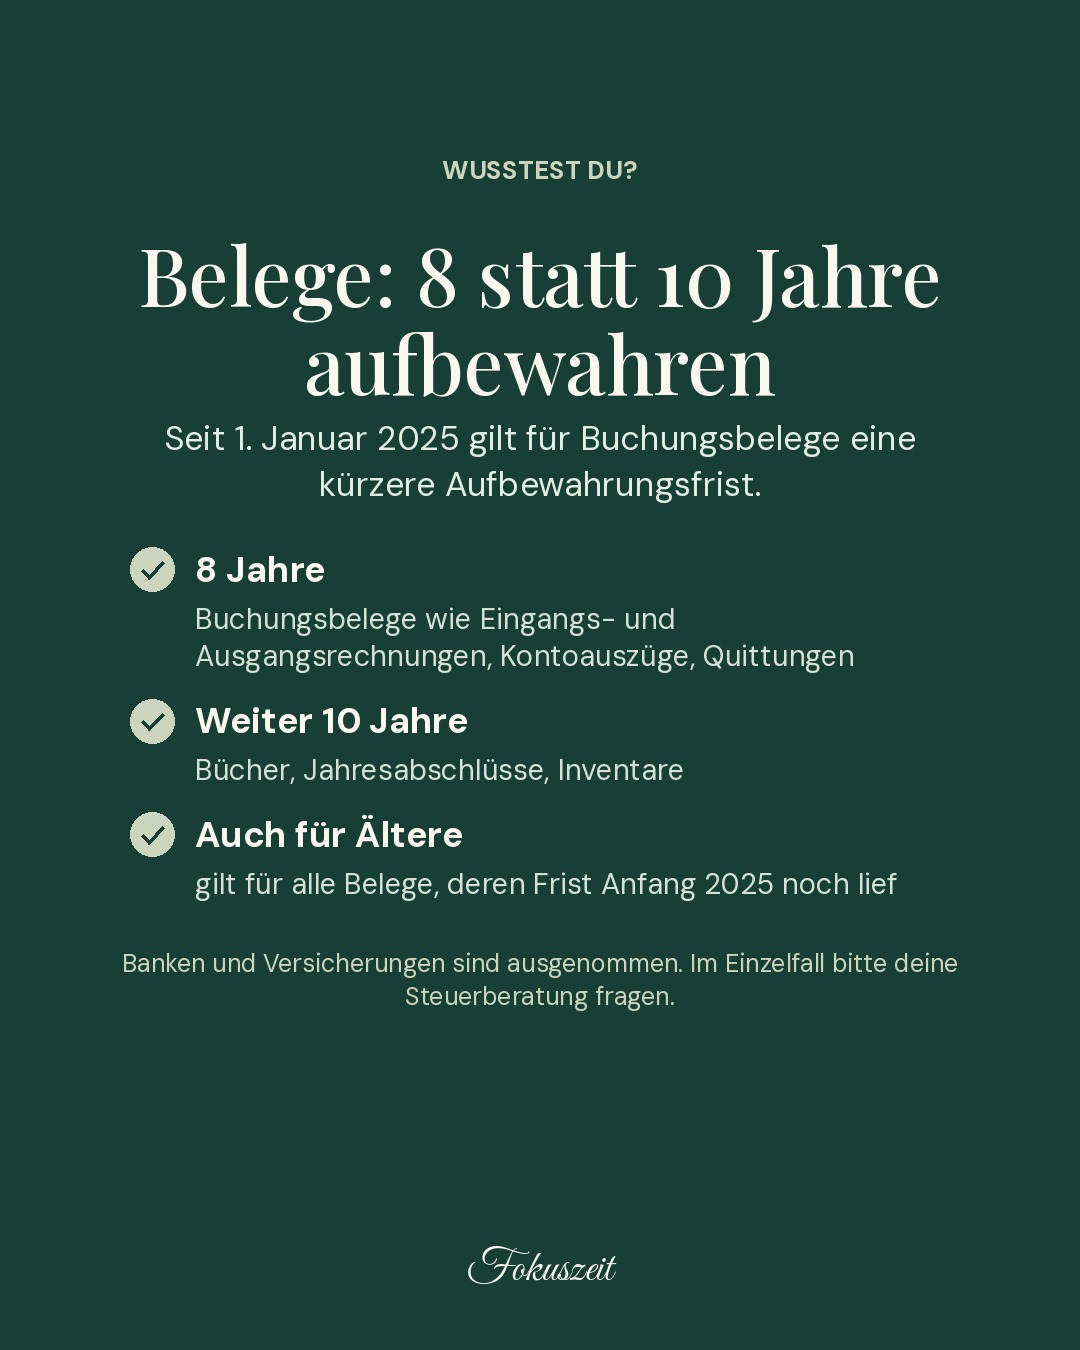 WUSSTEST DU?
Belege: 8 statt 10 Jahre
aufbewahren
Seit 1. Januar 2025 gilt für Buchungsbelege eine
kürzere Aufbewahrungsfrist.
8 Jahre
Buchungsbelege wie Eingangs- und
Ausgangsrechnungen, Kontoauszüge, Quittungen
Weiter 10 Jahre
Bücher, Jahresabschlüsse, Inventare
Auch für Ältere
gilt für alle Belege, deren Frist Anfang 2025 noch lief
Banken und Versicherungen sind ausgenommen. Im Einzelfall bitte deine
Steuerberatung fragen.
Fokuszeit